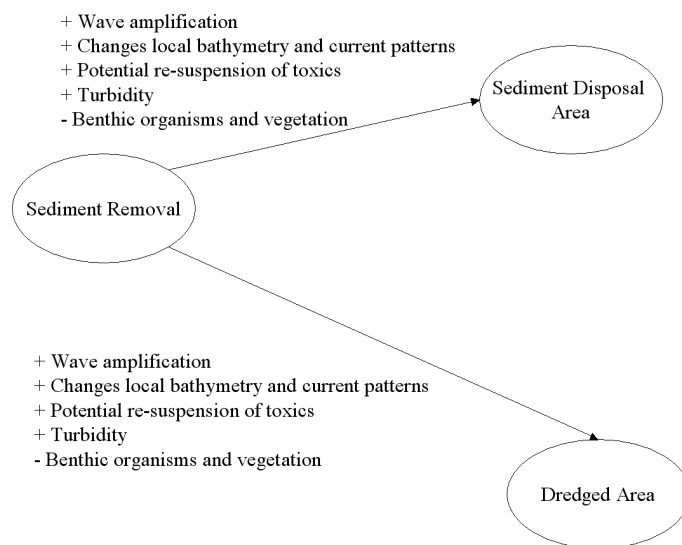 + Wave amplification
+ Changes local bathymetry and current patterns
+ Potential re-suspension of toxics
+ Turbidity
- Benthic organisms and vegetation
Sediment Disposal
Area
Sediment Removal
+ Wave amplification
+ Changes local bathymetry and current patterns
+ Potential re-suspension of toxics
+ Turbidity
- Benthic organisms and vegetation
Dredged Area